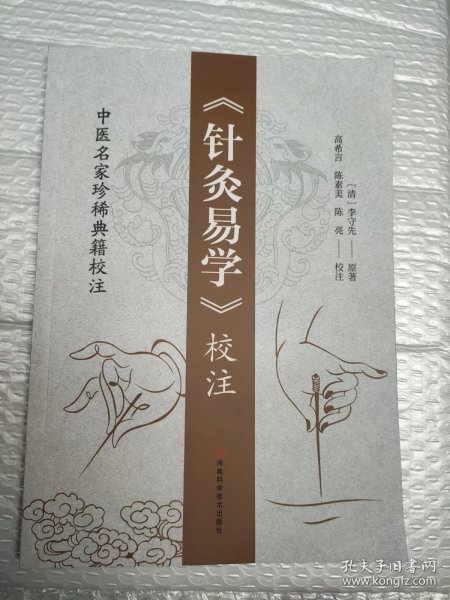 中医名家珍稀典籍校注
《针灸易学》
校注
[清]李守先——原著
高希言 陈素美 陈亮——校注
河南科学技术出版社
孔夫子旧书网
www.kongfz.com